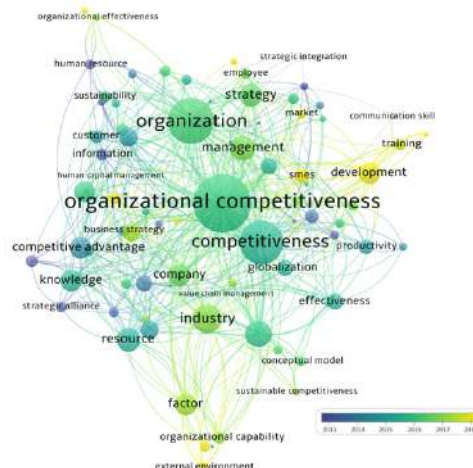 organizational effectiveness
human resource
strategic integration
employee
sustainability
strategy
market
communication skill
organization
customer
training
management
information
human capital management
smes
development
organizational competitiveness
business strategy
competitiveness
competitive advantage
productivity
globalization
company
knowledge
value chain management
strategic alliance
effectiveness
industry
resource
conceptual model
sustainable competitiveness
factor
organizational capability
external environment